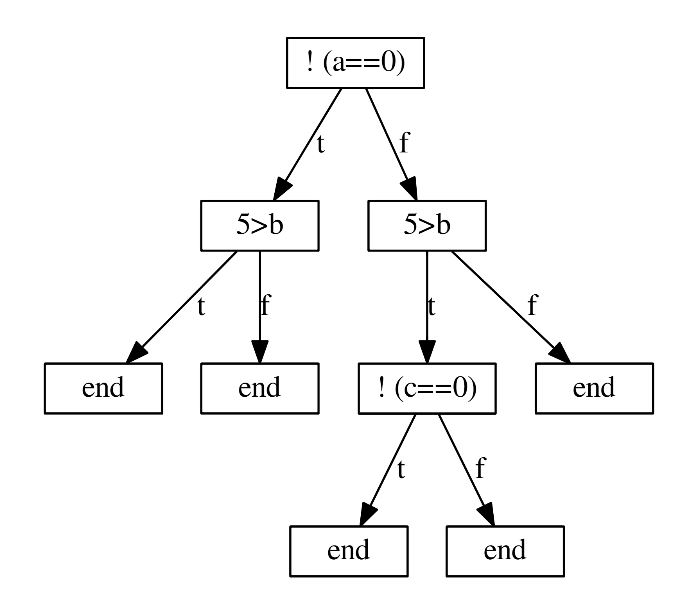 ! (a==0)
t f
5>b 5>b
t f t f
end end ! (c==0) end
t f
end end